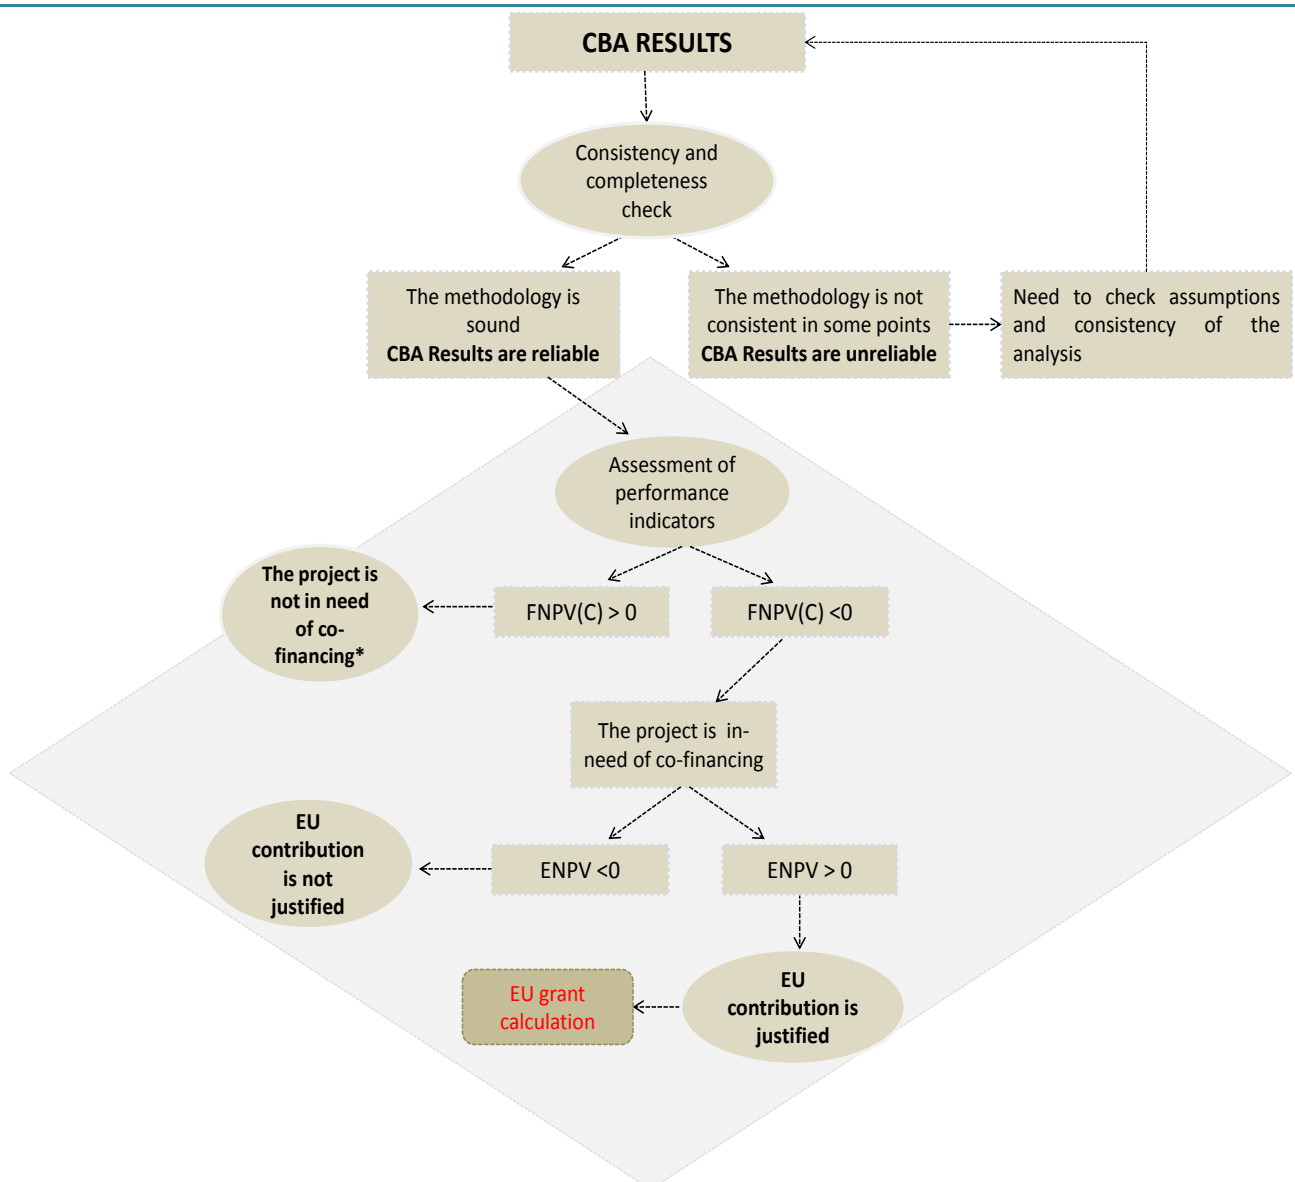 CBA RESULTS
Consistency and
completeness
check
The methodology is
sound
CBA Results are reliable
The methodology is not
consistent in some points
CBA Results are unreliable
Need to check assumptions
and consistency of the
analysis
Assessment of
performance
indicators
The project is
not in need
of co-
financing*
FNPV(C) > 0
FNPV(C) <0
The project is in-
need of co-financing
EU
contribution
is not
justified
ENPV <0
ENPV > 0
EU grant
calculation
EU
contribution is
justified